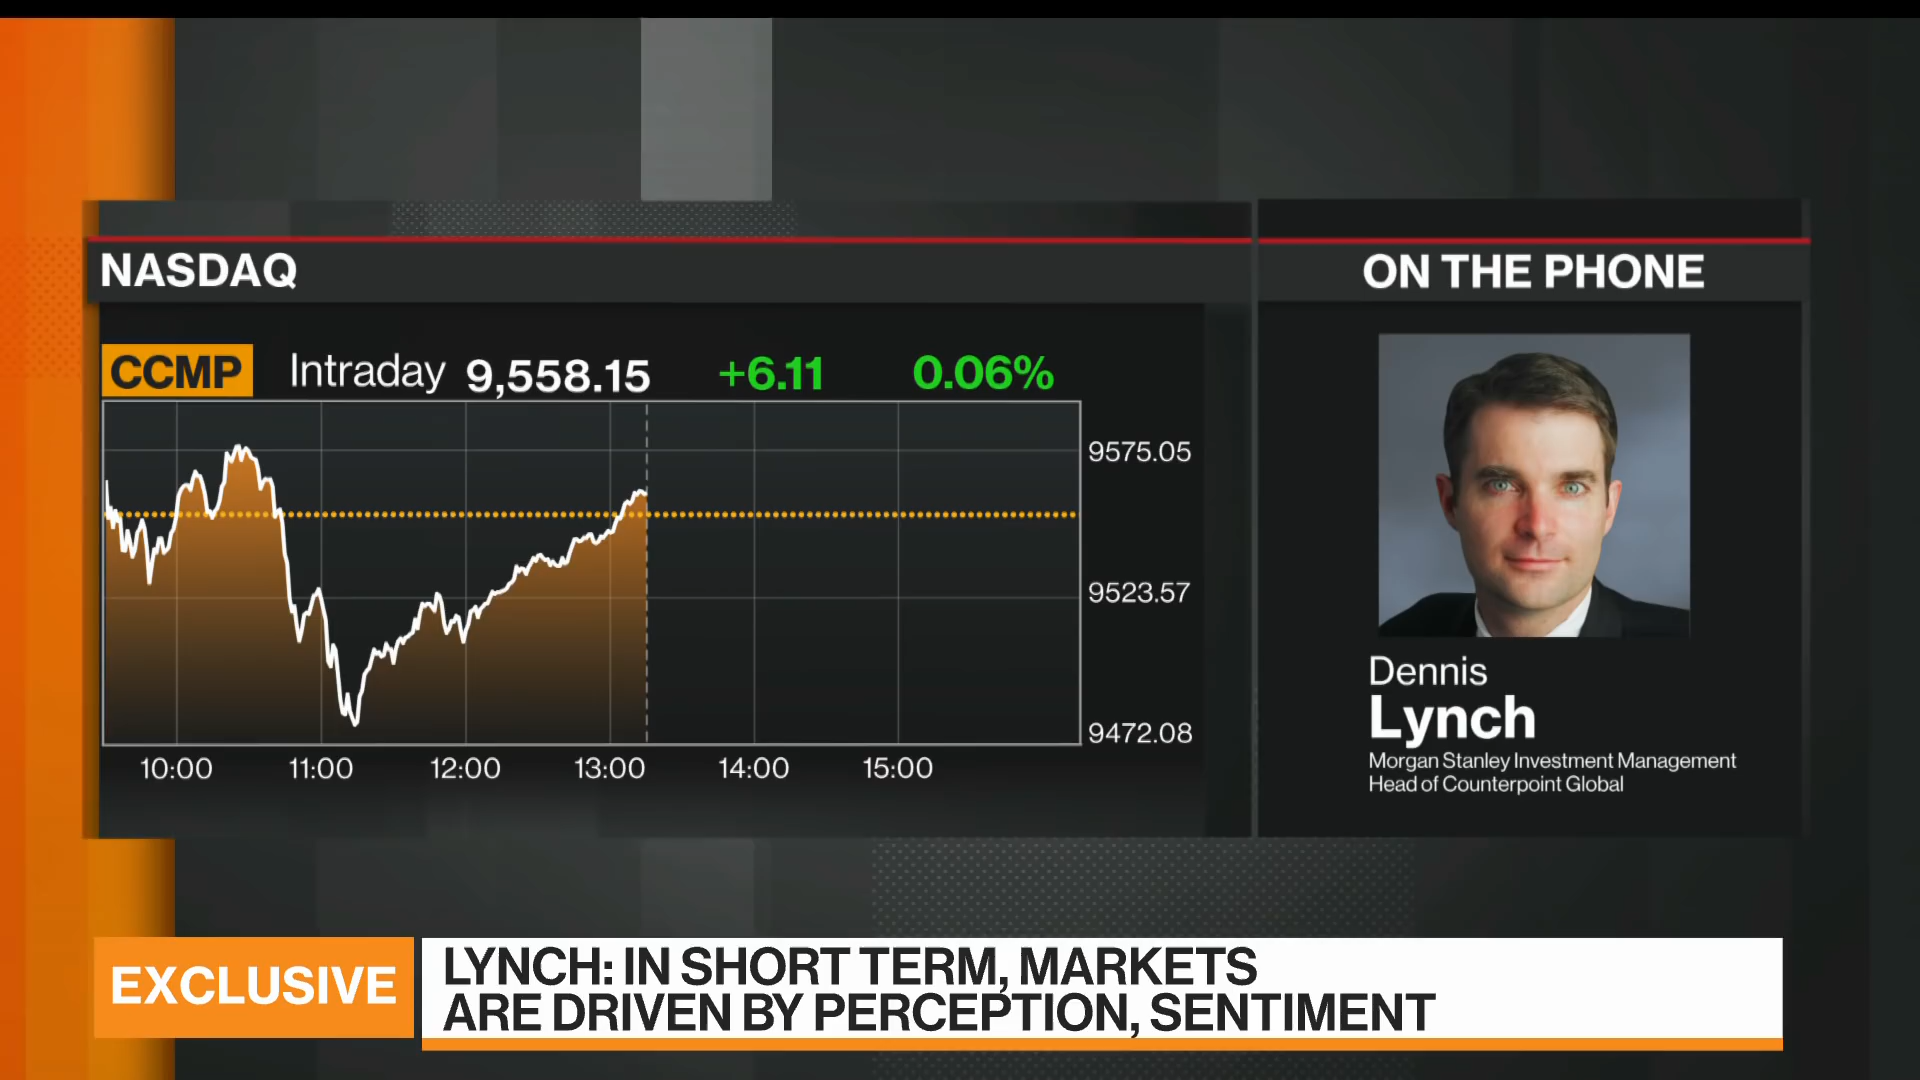 NASDAQ
CCMP Intraday 9,558.15 +6.11 0.06%
9575.05
9523.57
9472.08
10:00 11:00 12:00 13:00 14:00 15:00
ON THE PHONE
Dennis
Lynch
Morgan Stanley Investment Management
Head of Counterpoint Global
EXCLUSIVE
LYNCH: IN SHORT TERM, MARKETS
ARE DRIVEN BY PERCEPTION, SENTIMENT